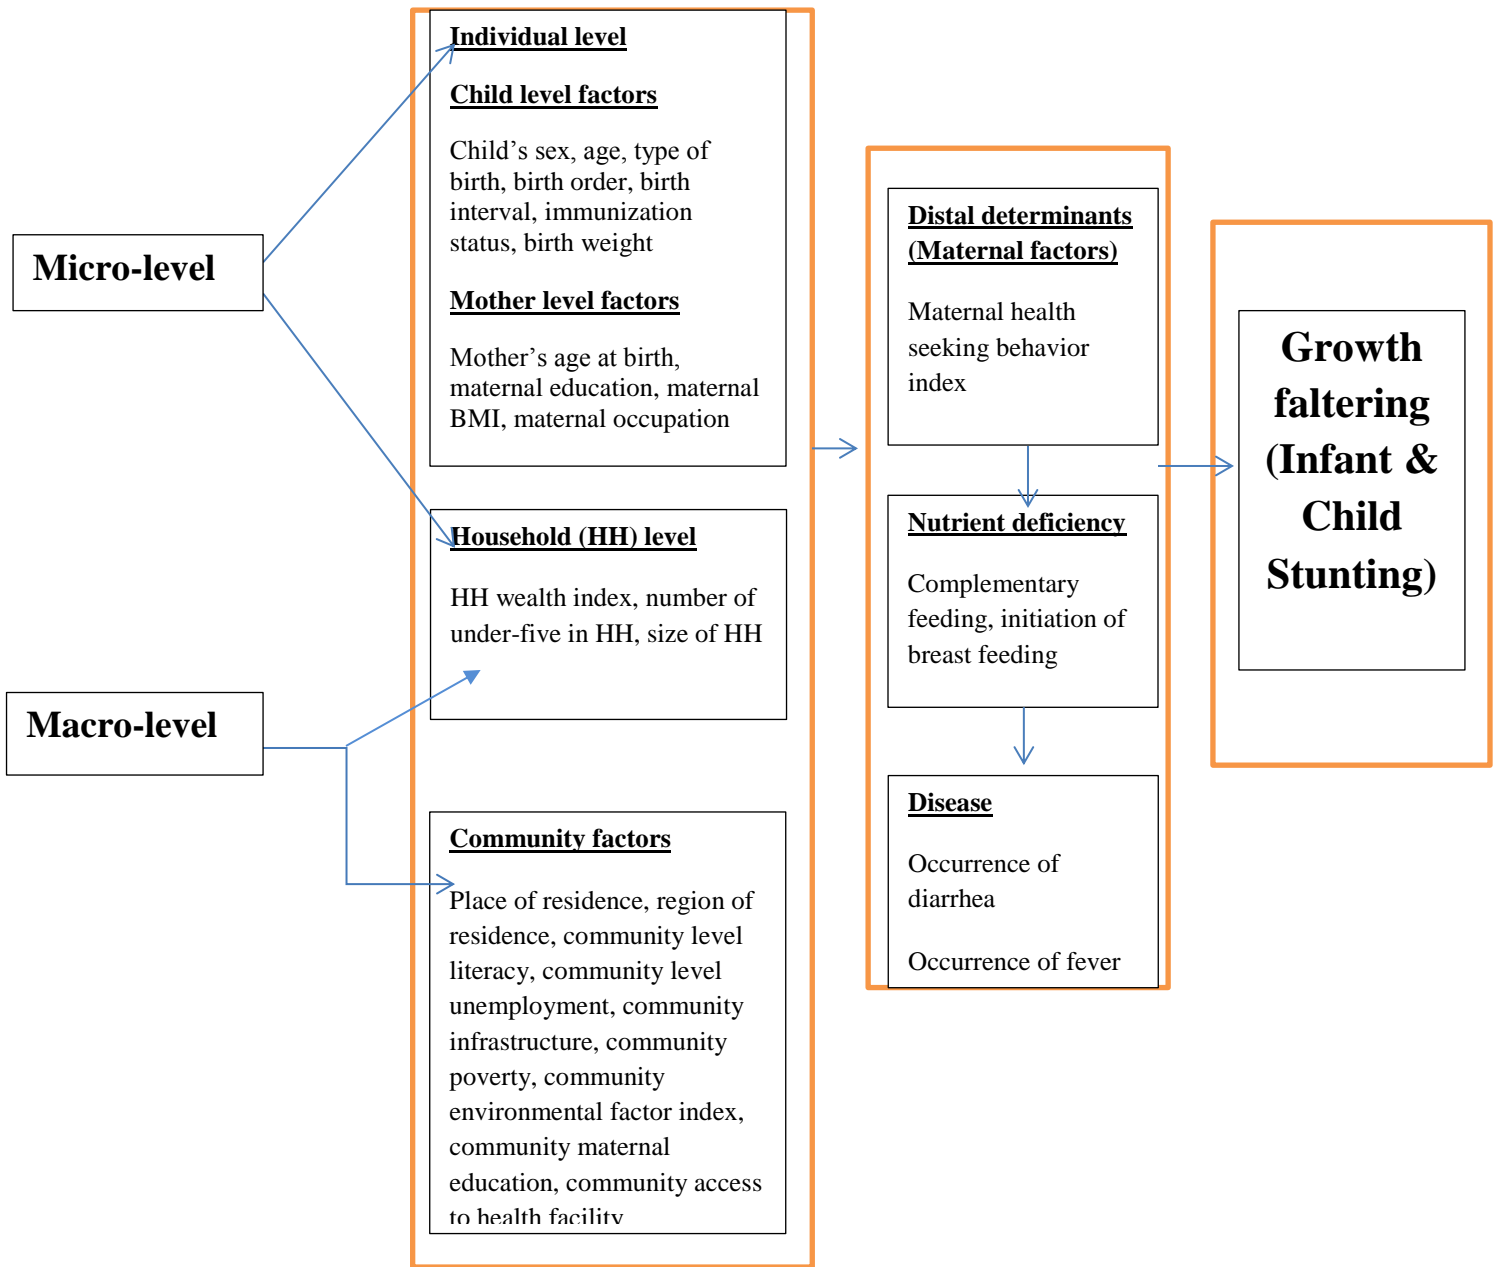 Micro-level
Macro-level
Individual level
Child level factors
Child’s sex, age, type of
birth, birth order, birth
interval, immunization
status, birth weight
Mother level factors
Mother’s age at birth,
maternal education, maternal
BMI, maternal occupation
Household (HH) level
HH wealth index, number of
under-five in HH, size of HH
Community factors
Place of residence, region of
residence, community level
literacy, community level
unemployment, community
infrastructure, community
poverty, community
environmental factor index,
community maternal
education, community access
to health facility
Distal determinants
(Maternal factors)
Maternal health
seeking behavior
index
Nutrient deficiency
Complementary
feeding, initiation of
breast feeding
Disease
Occurrence of
diarrhea
Occurrence of fever
Growth
faltering
(Infant &
Child
Stunting)